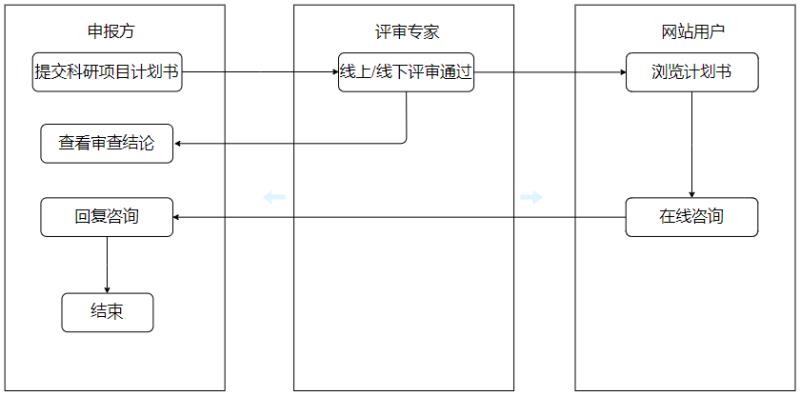 申报方
评审专家
网站用户
提交科研项目计划书
线上/线下评审通过
浏览计划书
查看审查结论
回复咨询
在线咨询
结束